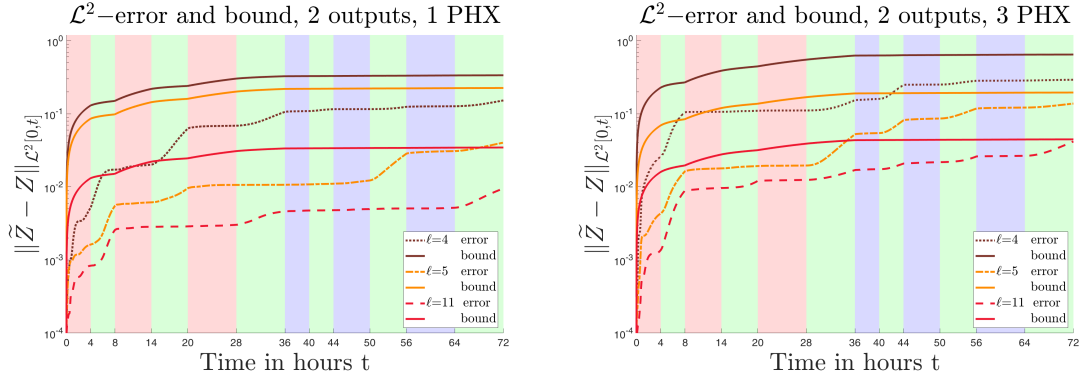 𝓛²−error and bound, 2 outputs, 1 PHX
10⁰
10⁻¹
10⁻²
10⁻³
10⁻⁴
||Z̃ − Z||𝓛²[0,t]
ℓ=4 error
bound
ℓ=5 error
bound
ℓ=11 error
bound
0 4 8 14 20 28 36 40 44 50 56 64 72
Time in hours t
𝓛²−error and bound, 2 outputs, 3 PHX
10⁰
10⁻¹
10⁻²
10⁻³
10⁻⁴
||Z̃ − Z||𝓛²[0,t]
ℓ=4 error
bound
ℓ=5 error
bound
ℓ=11 error
bound
0 4 8 14 20 28 36 40 44 50 56 64 72
Time in hours t